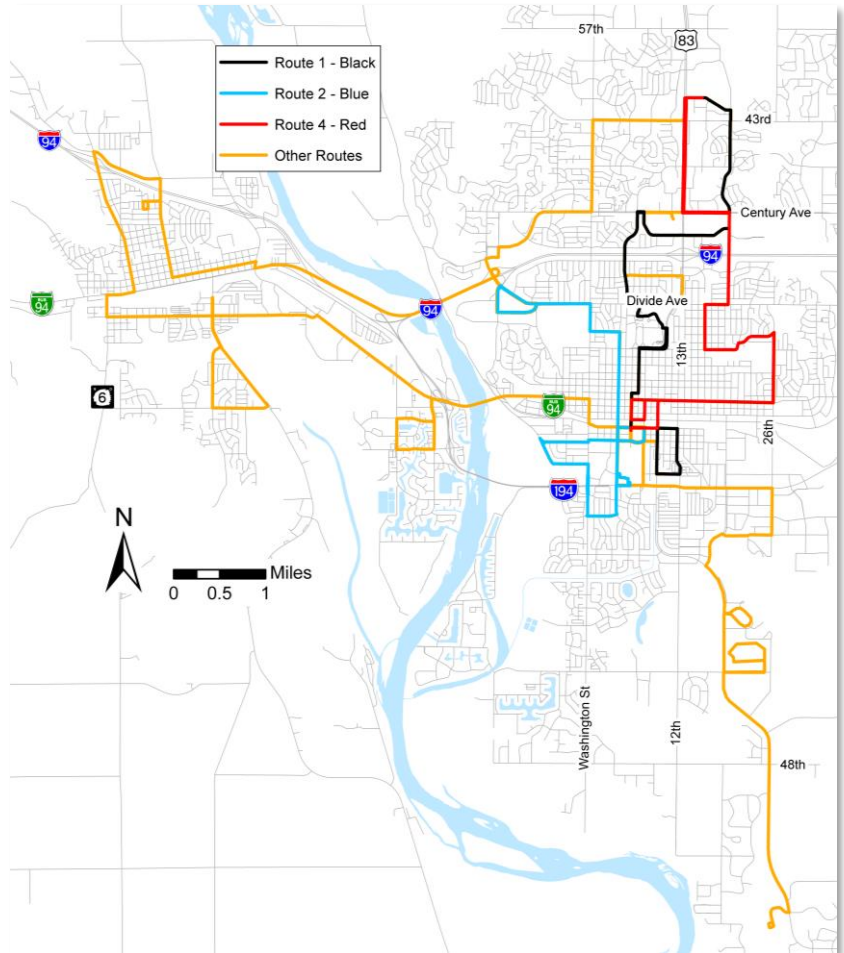 57th
83
Route 1 - Black
Route 2 - Blue
Route 4 - Red
Other Routes
43rd
94
Century Ave
94
94
Divide Ave
94
13th
6
94
26th
194
N
Miles
0 0.5 1
Washington St
12th
48th